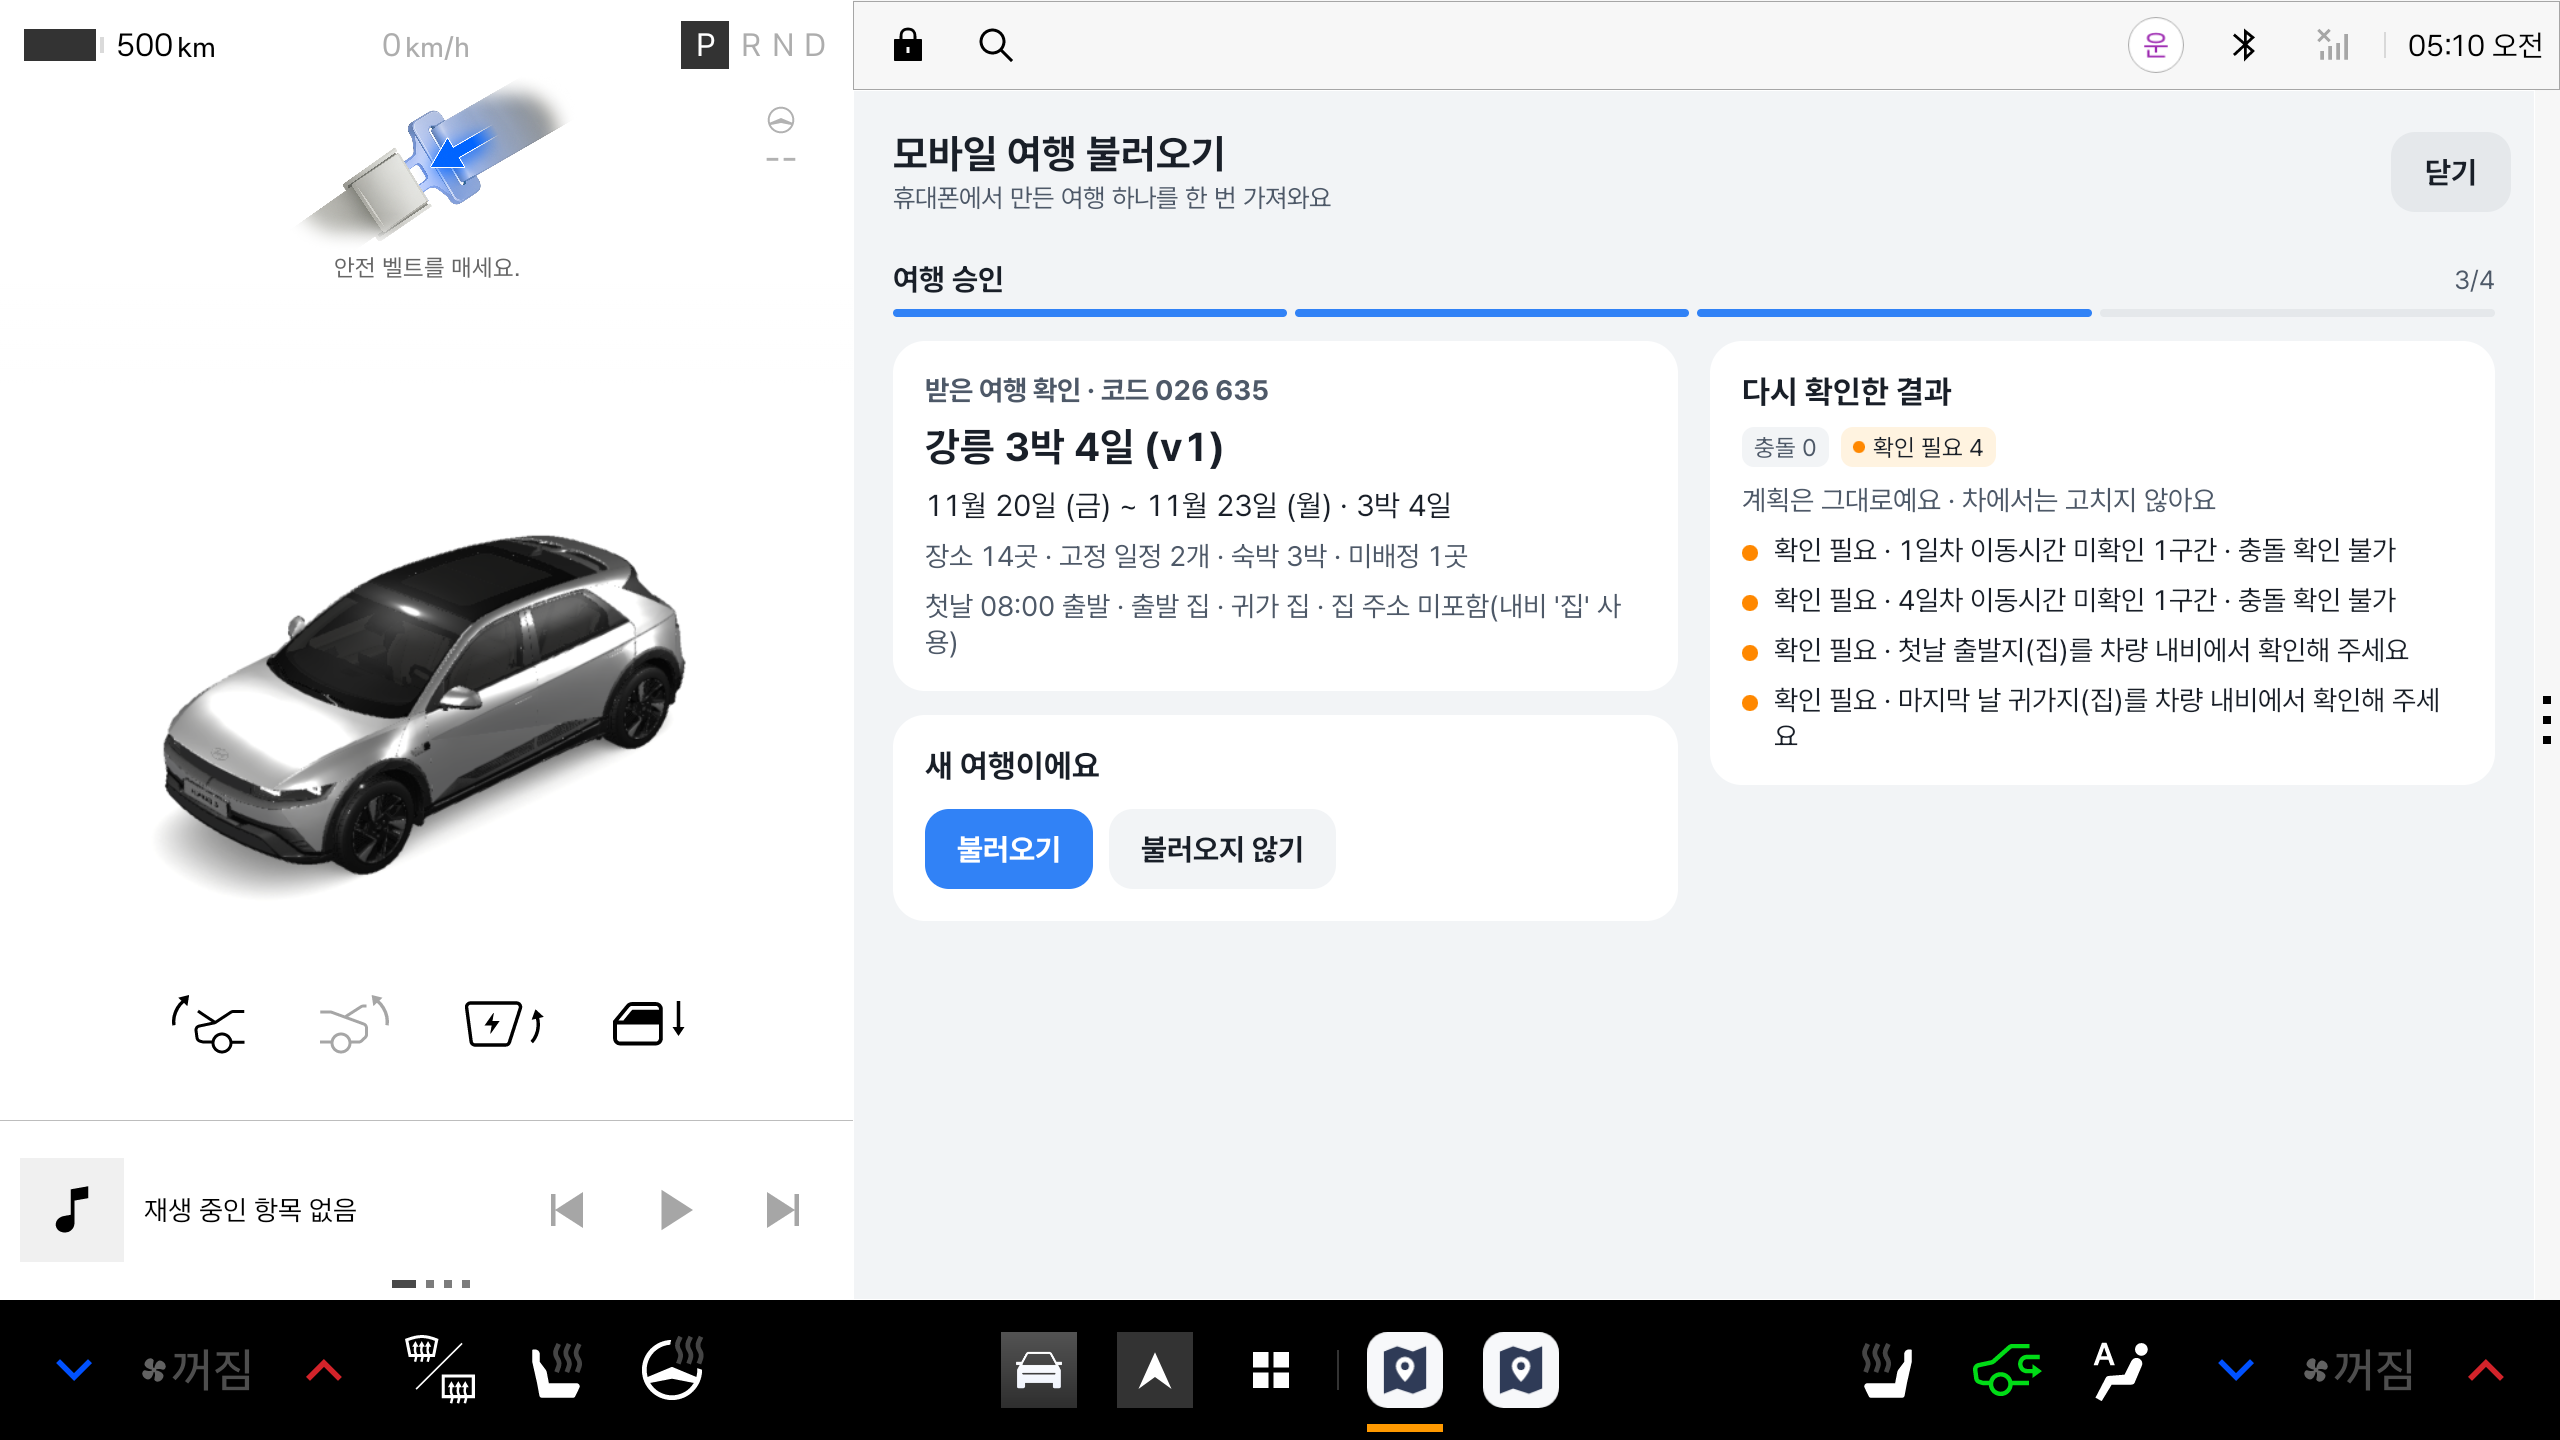 500 km
0 km/h
P R N D
안전 벨트를 매세요.
재생 중인 항목 없음
운
05:10 오전
모바일 여행 불러오기
휴대폰에서 만든 여행 하나를 한 번 가져와요
닫기
여행 승인
3/4
받은 여행 확인 · 코드 026 635
강릉 3박 4일 (v1)
11월 20일 (금) ~ 11월 23일 (월) · 3박 4일
장소 14곳 · 고정 일정 2개 · 숙박 3박 · 미배정 1곳
첫날 08:00 출발 · 출발 집 · 귀가 집 · 집 주소 미포함(내비 '집' 사
용)
새 여행이에요
불러오기
불러오지 않기
다시 확인한 결과
충돌 0
확인 필요 4
계획은 그대로예요 · 차에서는 고치지 않아요
확인 필요 · 1일차 이동시간 미확인 1구간 · 충돌 확인 불가
확인 필요 · 4일차 이동시간 미확인 1구간 · 충돌 확인 불가
확인 필요 · 첫날 출발지(집)를 차량 내비에서 확인해 주세요
확인 필요 · 마지막 날 귀가지(집)를 차량 내비에서 확인해 주세
요
꺼짐
A
꺼짐